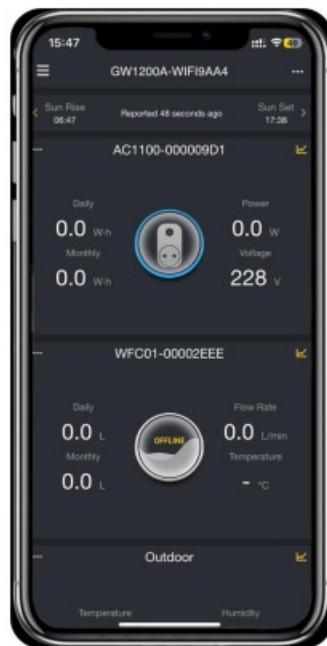 15:47
40
GW1200A-WIFI9AA4
Sun Rise
06:47
Reported 48 seconds ago
Sun Set
17:38
AC1100-000009D1
Daily
0.0 W·h
Monthly
0.0 W·h
Power
0.0 W
Voltage
228 V
WFC01-00002EEE
Daily
0.0 L
Monthly
0.0 L
OFFLINE
Flow Rate
0.0 L/min
Temperature
- °C
Outdoor
Temperature
Humidity